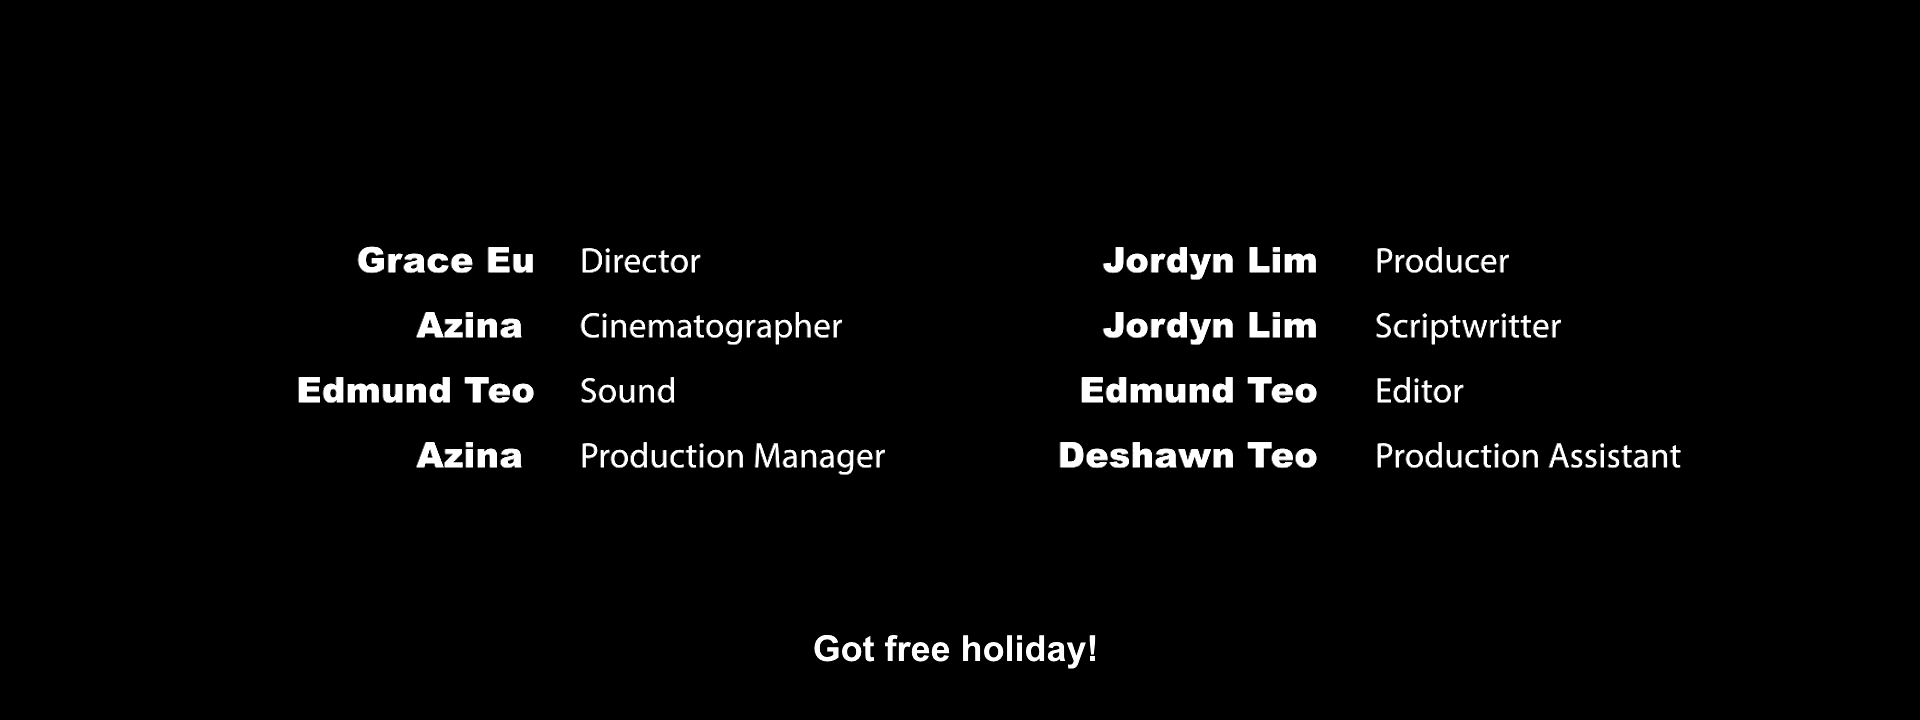 Grace Eu Director Jordyn Lim Producer
Azina Cinematographer Jordyn Lim Scriptwritter
Edmund Teo Sound Edmund Teo Editor
Azina Production Manager Deshawn Teo Production Assistant
Got free holiday!